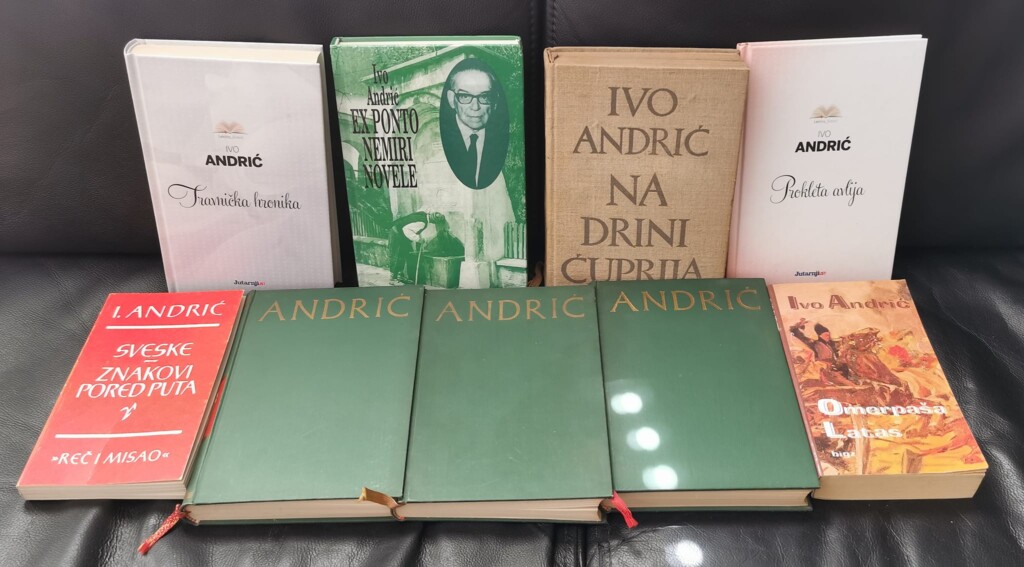 IVO
ANDRIĆ
Travnička hronika
Jutarnji
Ivo
Andrić
EX PONTO
NEMIRI
NOVELE
IVO
ANDRIĆ
NA
DRINI
ĆUPRIJA
IVO
ANDRIĆ
Prokleta avlija
Jutarnji
I. ANDRIĆ
SVESKE
ZNAKOVI
PORED PUTA
»REČ I MISAO«
ANDRIĆ
ANDRIĆ
ANDRIĆ
Ivo Andrić
Omerpaša
Latas